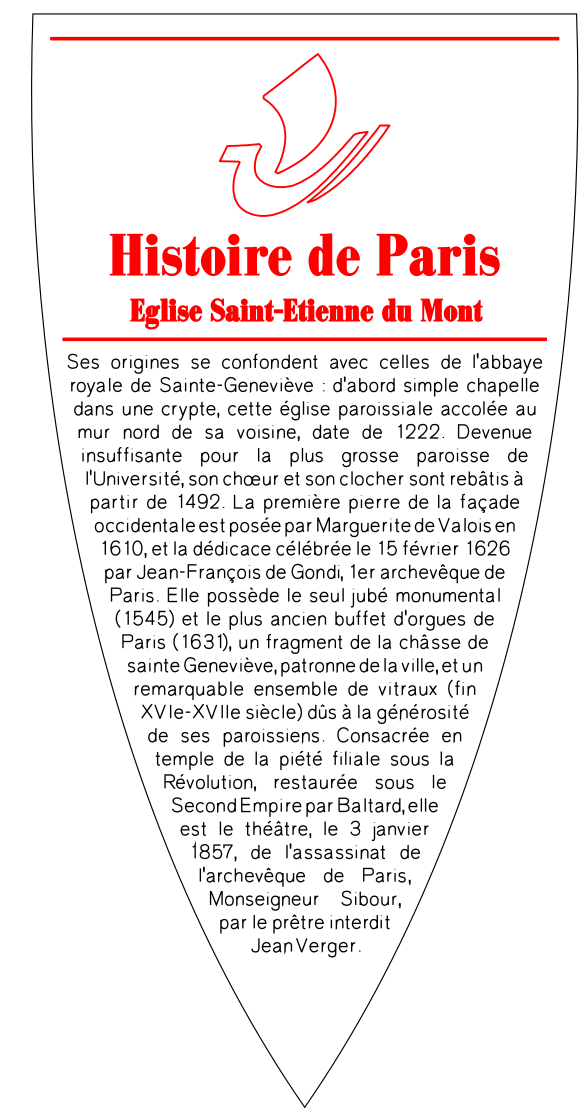 Histoire de Paris
Eglise Saint-Etienne du Mont
Ses origines se confondent avec celles de l'abbaye
royale de Sainte-Geneviève : d'abord simple chapelle
dans une crypte, cette église paroissiale accolée au
mur nord de sa voisine, date de 1222. Devenue
insuffisante pour la plus grosse paroisse de
l'Université, son chœur et son clocher sont rebâtis à
partir de 1492. La première pierre de la façade
occidentale est posée par Marguerite de Valois en
1610, et la dédicace célébrée le 15 février 1626
par Jean-François de Gondi, 1er archevêque de
Paris. Elle possède le seul jubé monumental
(1545) et le plus ancien buffet d'orgues de
Paris (1631), un fragment de la châsse de
sainte Geneviève, patronne de la ville, et un
remarquable ensemble de vitraux (fin
XVIe-XVIIe siècle) dûs à la générosité
de ses paroissiens. Consacrée en
temple de la piété filiale sous la
Révolution, restaurée sous le
Second Empire par Baltard, elle
est le théâtre, le 3 janvier
1857, de l'assassinat de
l'archevêque de Paris,
Monseigneur Sibour,
par le prêtre interdit
Jean Verger.